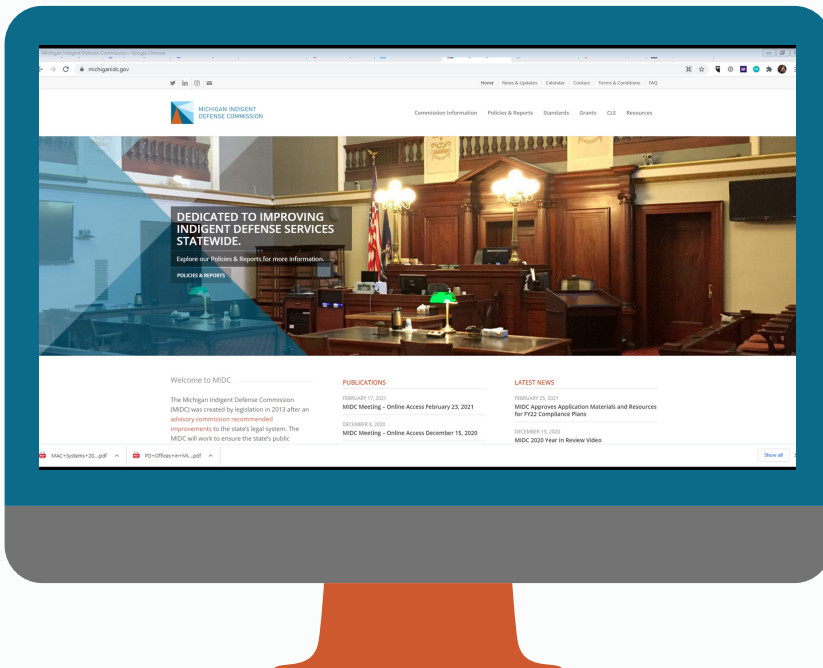 Michigan Indigent Defense Commission - Google Chrome
michiganidc.gov
Home News & Updates Calendar Contact Terms & Conditions FAQ
MICHIGAN INDIGENT
DEFENSE COMMISSION
Commission Information Policies & Reports Standards Grants CLE Resources
DEDICATED TO IMPROVING
INDIGENT DEFENSE SERVICES
STATEWIDE.
Explore our Policies & Reports for more information.
POLICIES & REPORTS
Welcome to MIDC
The Michigan Indigent Defense Commission
(MIDC) was created by legislation in 2013 after an
advisory commission recommended
improvements to the state's legal system. The
MIDC will work to ensure the state's public
PUBLICATIONS
FEBRUARY 17, 2021
MIDC Meeting – Online Access February 23, 2021
DECEMBER 8, 2020
MIDC Meeting – Online Access December 15, 2020
LATEST NEWS
FEBRUARY 25, 2021
MIDC Approves Application Materials and Resources
for FY22 Compliance Plans
DECEMBER 15, 2020
MIDC 2020 Year In Review Video
MAC+Systems+20...pdf
PD+Offices+in+Mi...pdf
Show all